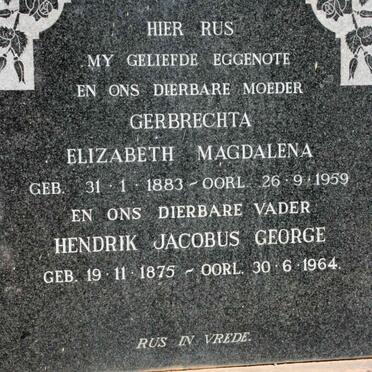 HIER RUS
MY GELIEFDE EGGENOTE
EN ONS DIERBARE MOEDER
GERBRECHTA
ELIZABETH MAGDALENA
GEB. 31·1·1883 ~ OORL. 26·9·1959
EN ONS DIERBARE VADER
HENDRIK JACOBUS GEORGE
GEB. 19·11·1875 ~ OORL. 30·6·1964.
RUS IN VREDE.